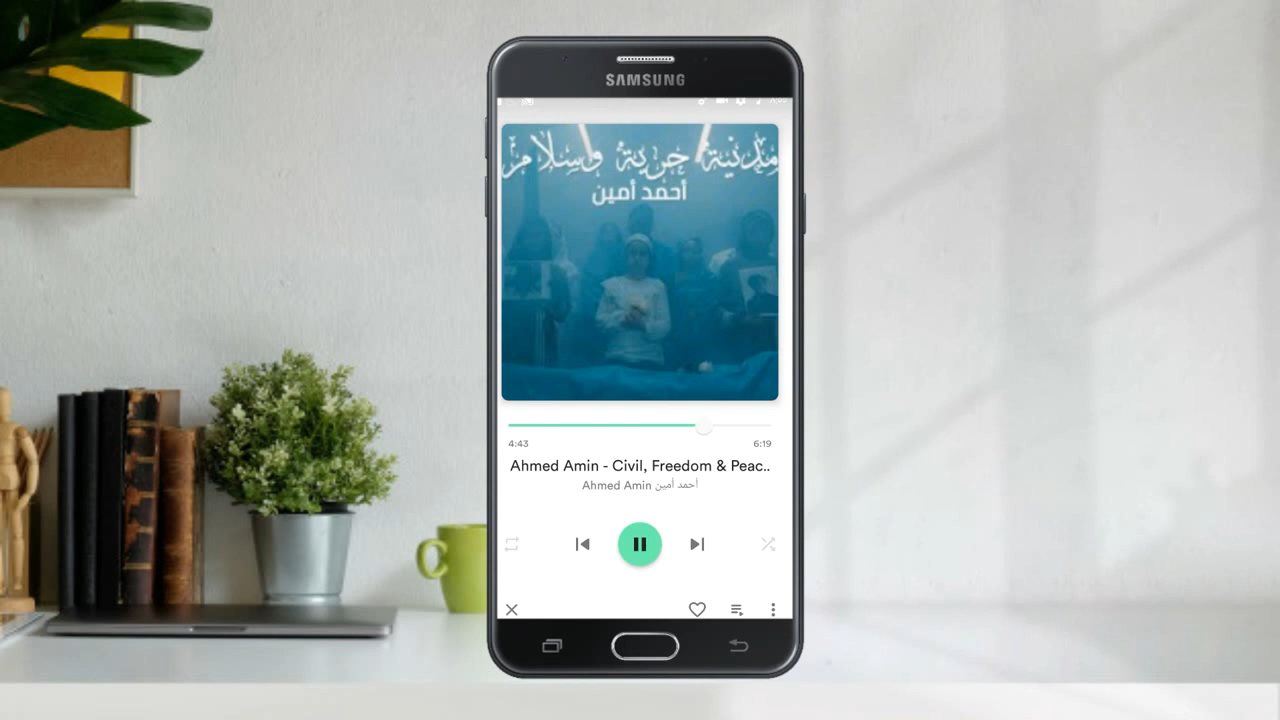 SAMSUNG
مدنية حرية وسلام
أحمد أمين
4:43
6:19
Ahmed Amin - Civil, Freedom & Peac..
Ahmed Amin أحمد أمين